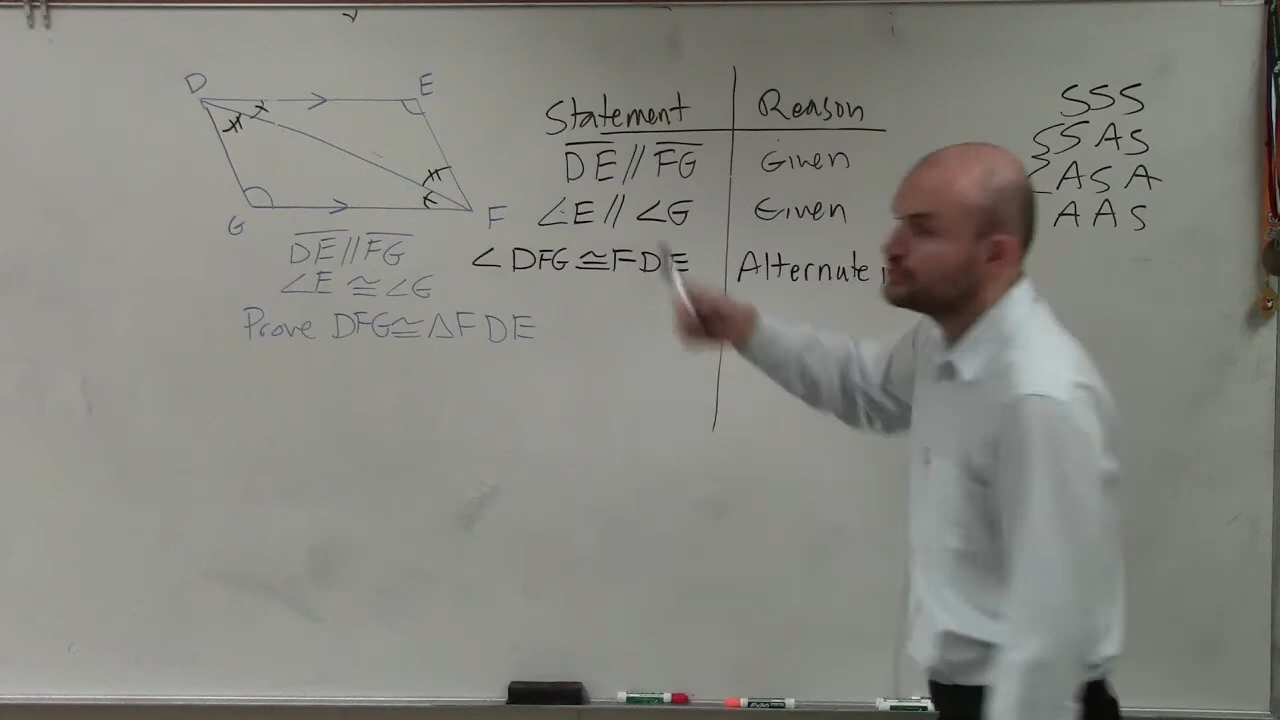 D E
G F
DE // FG
∠E ≅ ∠G
Prove DFG ≅ ΔFDE
Statement Reason
DE // FG Given
∠E // ∠G Given
∠DFG ≅ FDE Alternate
SSS
SAS
ASA
AAS